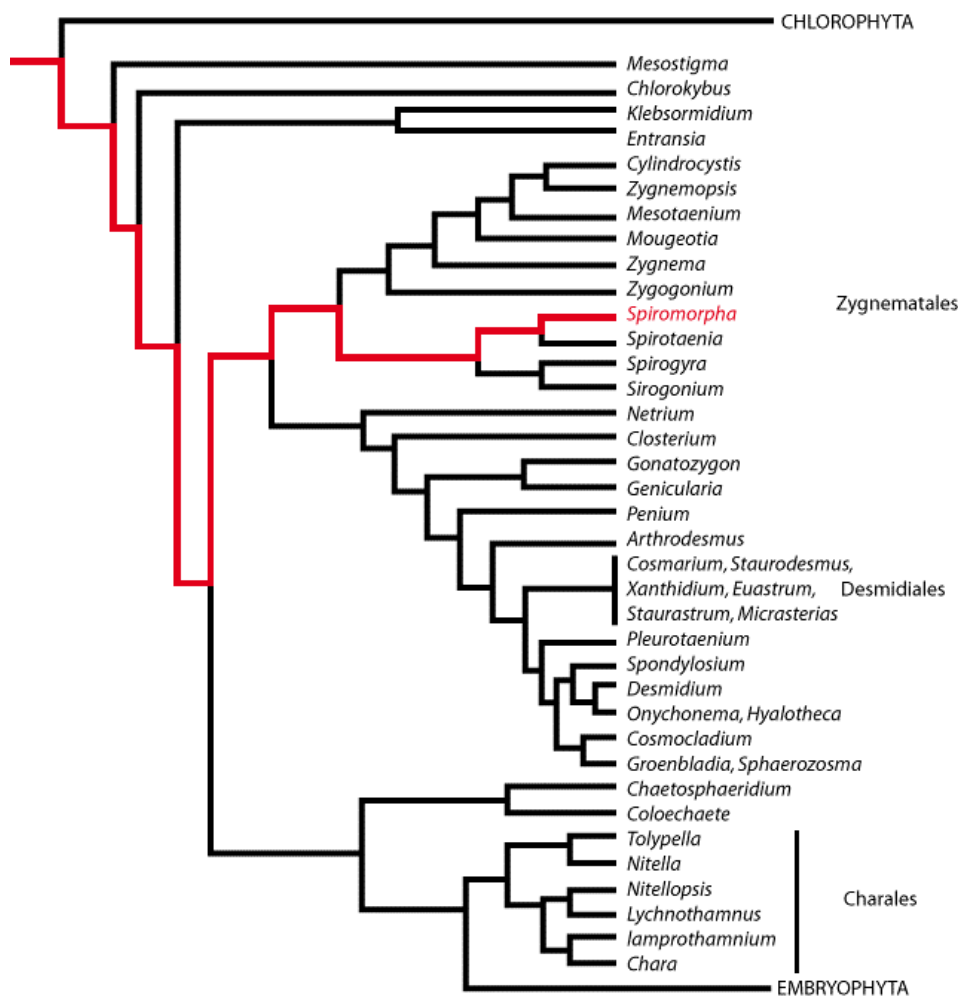 CHLOROPHYTA
Mesostigma
Chlorokybus
Klebsormidium
Entransia
Cylindrocystis
Zygnemopsis
Mesotaenium
Mougeotia
Zygnema
Zygogonium
Zygnematales
Spiromorpha
Spirotaenia
Spirogyra
Sirogonium
Netrium
Closterium
Gonatozygon
Genicularia
Penium
Arthrodesmus
Cosmarium, Staurodesmus,
Xanthidium, Euastrum,
Desmidiales
Staurastrum, Micrasterias
Pleurotaenium
Spondylosium
Desmidium
Onychonema, Hyalotheca
Cosmocladium
Groenbladia, Sphaerozosma
Chaetosphaeridium
Coloechaete
Tolypella
Nitella
Nitellopsis
Charales
Lychnothamnus
lamprothamnium
Chara
EMBRYOPHYTA